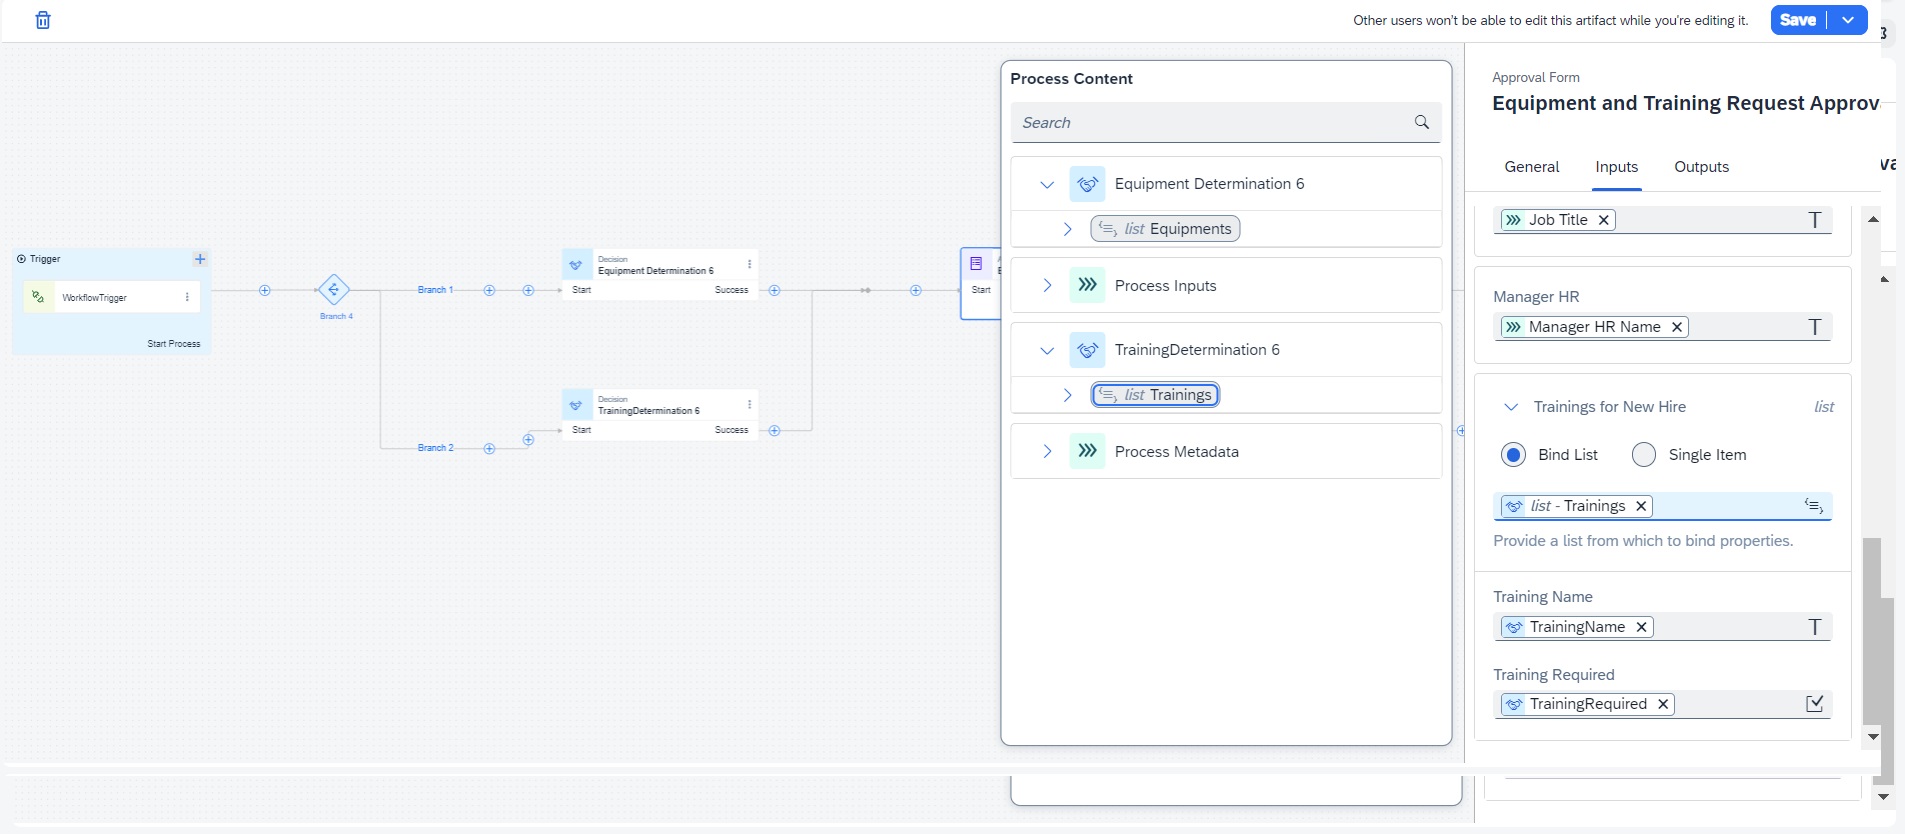 Other users won't be able to edit this artifact while you're editing it.
Save
Trigger
WorkflowTrigger
Start Process
Branch 4
Branch 1
Branch 2
Decision
Equipment Determination 6
Start
Success
Decision
TrainingDetermination 6
Start
Success
Start
Process Content
Search
Equipment Determination 6
list Equipments
Process Inputs
TrainingDetermination 6
list Trainings
Process Metadata
Approval Form
Equipment and Training Request Approv
General
Inputs
Outputs
Job Title
Manager HR
Manager HR Name
Trainings for New Hire
list
Bind List
Single Item
list - Trainings
Provide a list from which to bind properties.
Training Name
TrainingName
Training Required
TrainingRequired